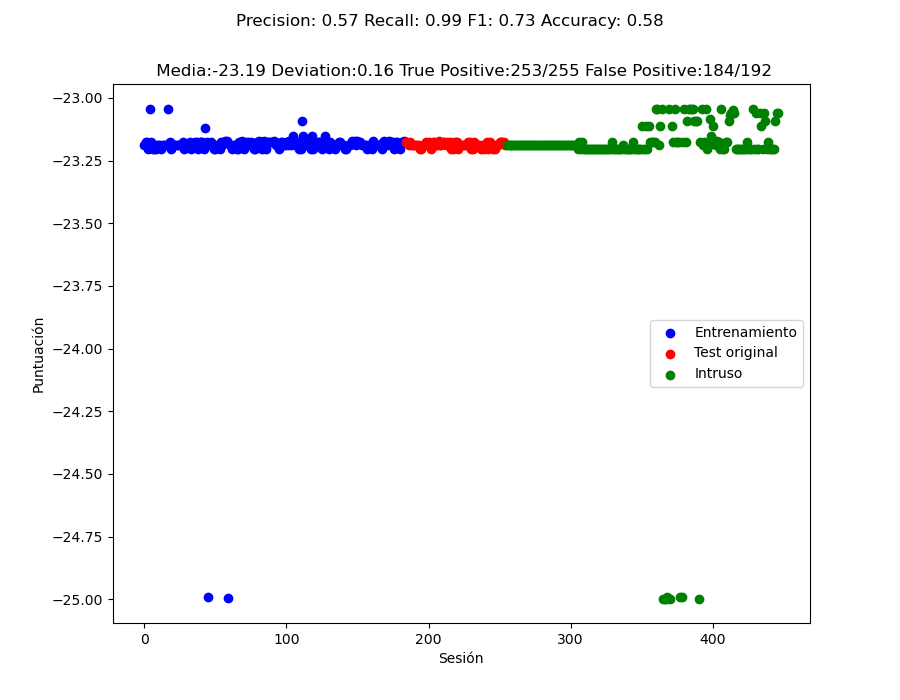 Precision: 0.57 Recall: 0.99 F1: 0.73 Accuracy: 0.58
Media:-23.19 Deviation:0.16 True Positive:253/255 False Positive:184/192
−23.00
−23.25
−23.50
−23.75
−24.00
−24.25
−24.50
−24.75
−25.00
Puntuación
Entrenamiento
Test original
Intruso
0 100 200 300 400
Sesión